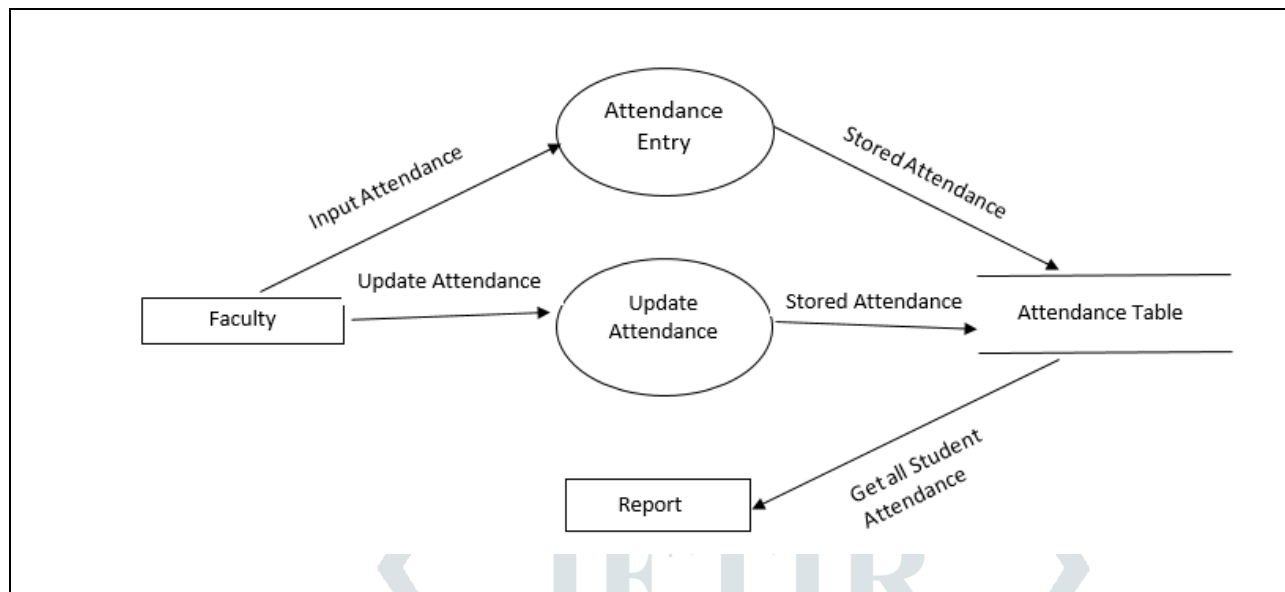 Attendance
Entry
Input Attendance
Stored Attendance
Update Attendance
Faculty
Update
Attendance
Stored Attendance
Attendance Table
Get all Student
Attendance
Report
JETIR